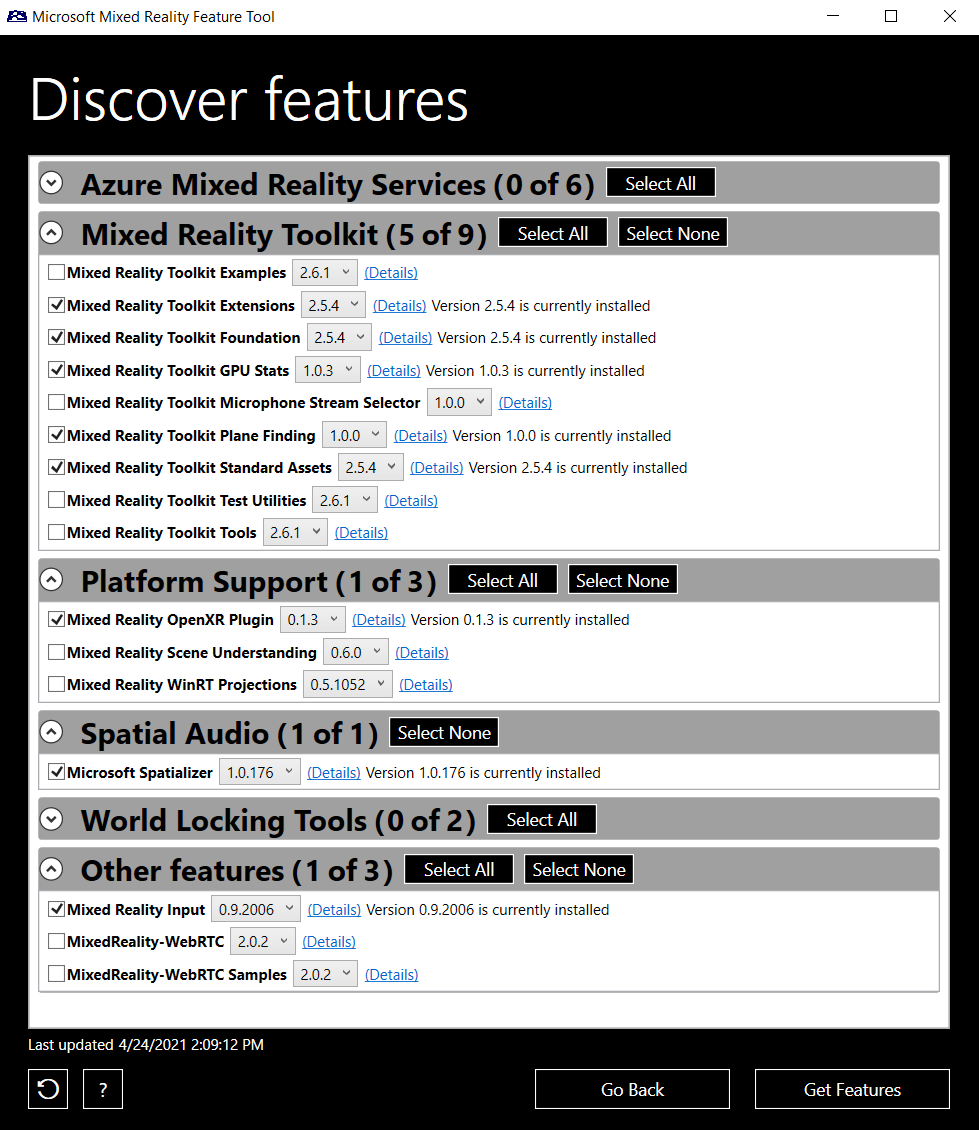 Microsoft Mixed Reality Feature Tool
Discover features
Azure Mixed Reality Services (0 of 6) Select All
Mixed Reality Toolkit (5 of 9) Select All Select None
Mixed Reality Toolkit Examples 2.6.1 (Details)
Mixed Reality Toolkit Extensions 2.5.4 (Details) Version 2.5.4 is currently installed
Mixed Reality Toolkit Foundation 2.5.4 (Details) Version 2.5.4 is currently installed
Mixed Reality Toolkit GPU Stats 1.0.3 (Details) Version 1.0.3 is currently installed
Mixed Reality Toolkit Microphone Stream Selector 1.0.0 (Details)
Mixed Reality Toolkit Plane Finding 1.0.0 (Details) Version 1.0.0 is currently installed
Mixed Reality Toolkit Standard Assets 2.5.4 (Details) Version 2.5.4 is currently installed
Mixed Reality Toolkit Test Utilities 2.6.1 (Details)
Mixed Reality Toolkit Tools 2.6.1 (Details)
Platform Support (1 of 3) Select All Select None
Mixed Reality OpenXR Plugin 0.1.3 (Details) Version 0.1.3 is currently installed
Mixed Reality Scene Understanding 0.6.0 (Details)
Mixed Reality WinRT Projections 0.5.1052 (Details)
Spatial Audio (1 of 1) Select None
Microsoft Spatializer 1.0.176 (Details) Version 1.0.176 is currently installed
World Locking Tools (0 of 2) Select All
Other features (1 of 3) Select All Select None
Mixed Reality Input 0.9.2006 (Details) Version 0.9.2006 is currently installed
MixedReality-WebRTC 2.0.2 (Details)
MixedReality-WebRTC Samples 2.0.2 (Details)
Last updated 4/24/2021 2:09:12 PM
? Go Back Get Features